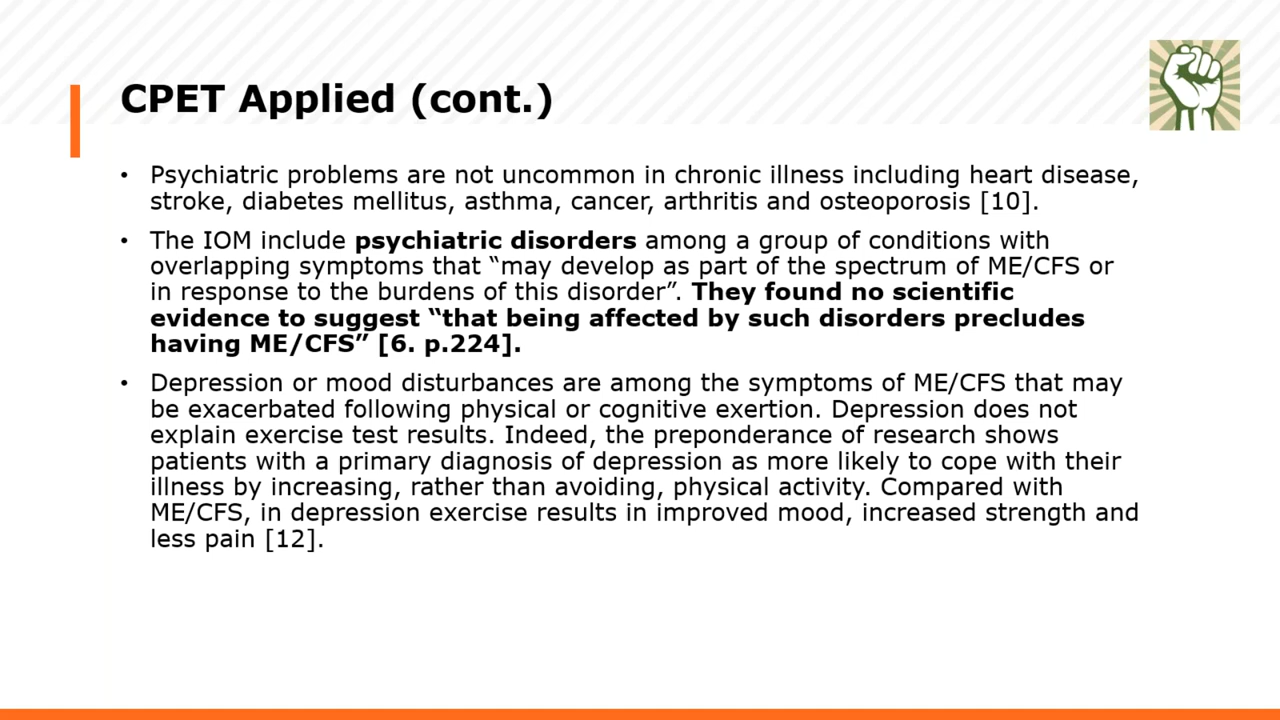 CPET Applied (cont.)
• Psychiatric problems are not uncommon in chronic illness including heart disease,
stroke, diabetes mellitus, asthma, cancer, arthritis and osteoporosis [10].
• The IOM include psychiatric disorders among a group of conditions with
overlapping symptoms that “may develop as part of the spectrum of ME/CFS or
in response to the burdens of this disorder”. They found no scientific
evidence to suggest “that being affected by such disorders precludes
having ME/CFS” [6. p.224].
• Depression or mood disturbances are among the symptoms of ME/CFS that may
be exacerbated following physical or cognitive exertion. Depression does not
explain exercise test results. Indeed, the preponderance of research shows
patients with a primary diagnosis of depression as more likely to cope with their
illness by increasing, rather than avoiding, physical activity. Compared with
ME/CFS, in depression exercise results in improved mood, increased strength and
less pain [12].